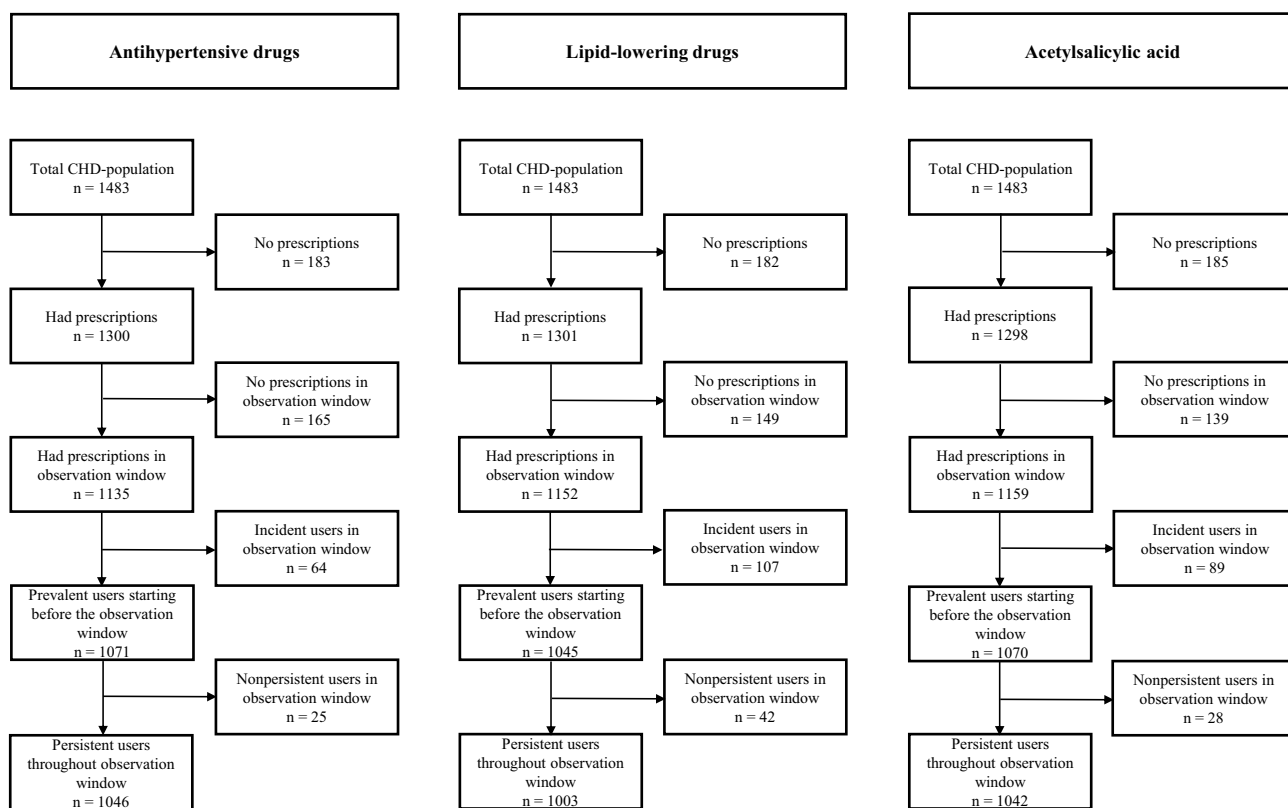 Antihypertensive drugs
Total CHD-population
n = 1483
No prescriptions
n = 183
Had prescriptions
n = 1300
No prescriptions in
observation window
n = 165
Had prescriptions in
observation window
n = 1135
Incident users in
observation window
n = 64
Prevalent users starting
before the observation
window
n = 1071
Nonpersistent users in
observation window
n = 25
Persistent users
throughout observation
window
n = 1046
Lipid-lowering drugs
Total CHD-population
n = 1483
No prescriptions
n = 182
Had prescriptions
n = 1301
No prescriptions in
observation window
n = 149
Had prescriptions in
observation window
n = 1152
Incident users in
observation window
n = 107
Prevalent users starting
before the observation
window
n = 1045
Nonpersistent users in
observation window
n = 42
Persistent users
throughout observation
window
n = 1003
Acetylsalicylic acid
Total CHD-population
n = 1483
No prescriptions
n = 185
Had prescriptions
n = 1298
No prescriptions in
observation window
n = 139
Had prescriptions in
observation window
n = 1159
Incident users in
observation window
n = 89
Prevalent users starting
before the observation
window
n = 1070
Nonpersistent users in
observation window
n = 28
Persistent users
throughout observation
window
n = 1042